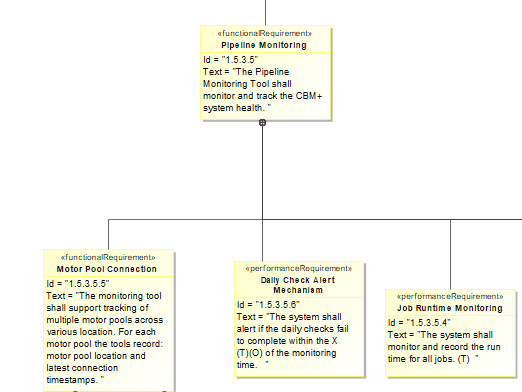 «functionalRequirement»
Pipeline Monitoring
Id = "1.5.3.5"
Text = "The Pipeline
Monitoring Tool shall
monitor and track the CBM+
system health. "
«functionalRequirement»
Motor Pool Connection
Id = "1.5.3.5.5"
Text = "The monitoring tool
shall support tracking of
multiple motor pools across
various location. For each
motor pool the tools record:
motor pool location and
latest connection
timestamps. "
«performanceRequirement»
Daily Check Alert
Mechanism
Id = "1.5.3.5.6"
Text = "The system shall
alert if the daily checks fail
to complete within the X
(T)(O) of the monitoring
time.   "
«performanceRequirement»
Job Runtime Monitoring
Id = "1.5.3.5.4"
Text = "The system shall
monitor and record the run
time for all jobs. (T)  "